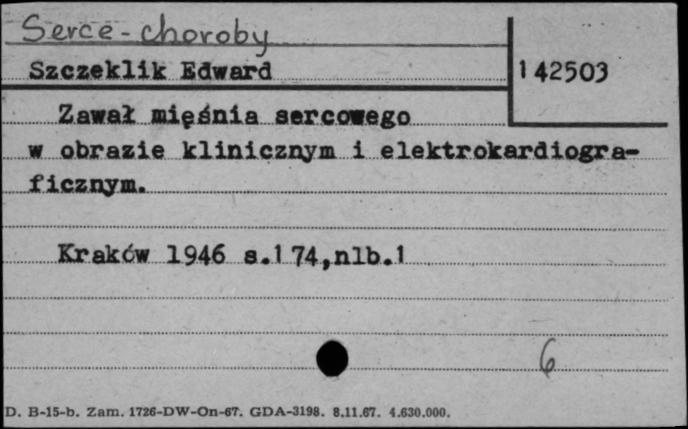 Serce - choroby
Szczeklik Edward
142503
Zawał mięśnia sercowego
w obrazie klinicznym i elektrokardiogra-
ficznym.
Kraków 1946 s.174,nlb.1
6
D. B-15-b. Zam. 1726-DW-On-67. GDA-3198. 8.11.67. 4.630.000.